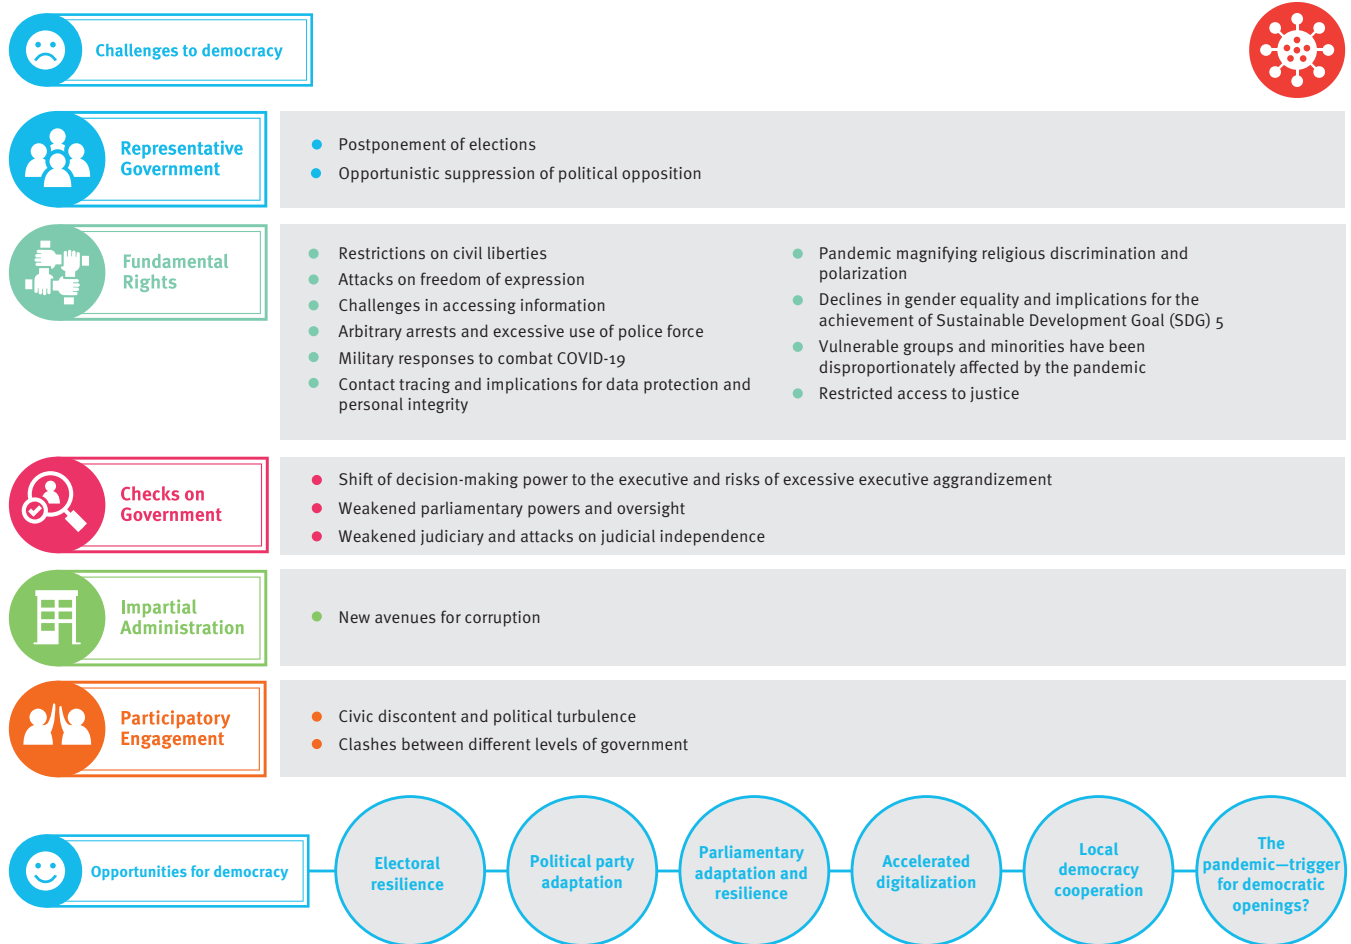 Challenges to democracy
Representative
Government
Postponement of elections
Opportunistic suppression of political opposition
Fundamental
Rights
Restrictions on civil liberties
Attacks on freedom of expression
Challenges in accessing information
Arbitrary arrests and excessive use of police force
Military responses to combat COVID-19
Contact tracing and implications for data protection and
personal integrity
Pandemic magnifying religious discrimination and
polarization
Declines in gender equality and implications for the
achievement of Sustainable Development Goal (SDG) 5
Vulnerable groups and minorities have been
disproportionately affected by the pandemic
Restricted access to justice
Checks on
Government
Shift of decision-making power to the executive and risks of excessive executive aggrandizement
Weakened parliamentary powers and oversight
Weakened judiciary and attacks on judicial independence
Impartial
Administration
New avenues for corruption
Participatory
Engagement
Civic discontent and political turbulence
Clashes between different levels of government
Opportunities for democracy
Electoral
resilience
Political party
adaptation
Parliamentary
adaptation and
resilience
Accelerated
digitalization
Local
democracy
cooperation
The
pandemic—trigger
for democratic
openings?